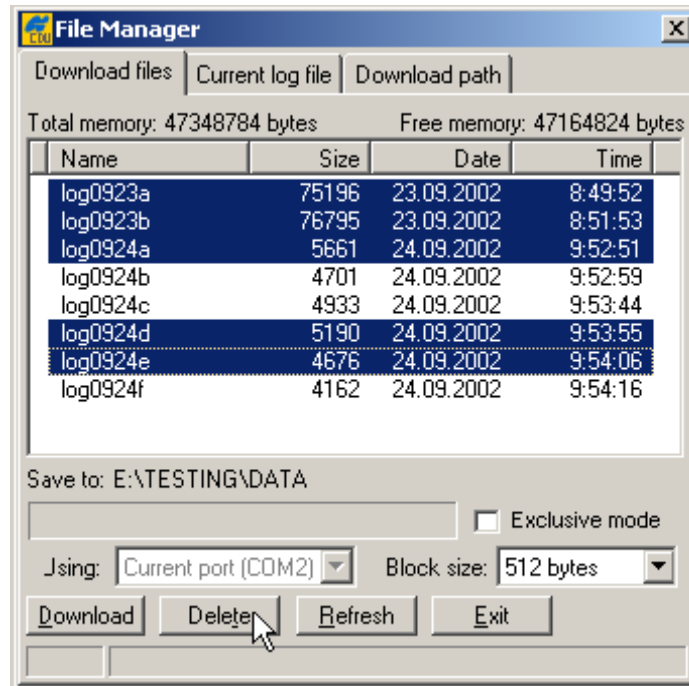 CDU File Manager
Download files Current log file Download path
Total memory: 47348784 bytes Free memory: 47164824 bytes
Name Size Date Time
log0923a 75196 23.09.2002 8:49:52
log0923b 76795 23.09.2002 8:51:53
log0924a 5661 24.09.2002 9:52:51
log0924b 4701 24.09.2002 9:52:59
log0924c 4933 24.09.2002 9:53:44
log0924d 5190 24.09.2002 9:53:55
log0924e 4676 24.09.2002 9:54:06
log0924f 4162 24.09.2002 9:54:16
Save to: E:\TESTING\DATA
Exclusive mode
Jsing: Current port (COM2) Block size: 512 bytes
Download Delete Refresh Exit